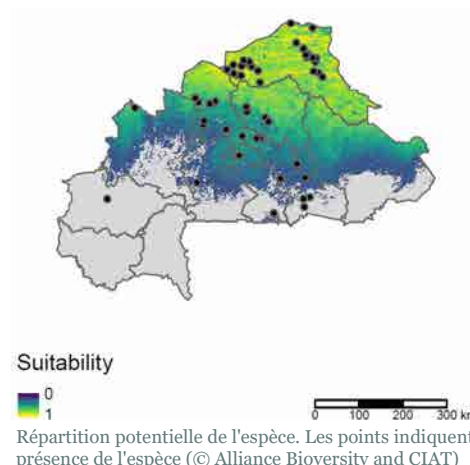 Suitability
0
1
0 100 200 300 km
Répartition potentielle de l'espèce. Les points indiquent
présence de l'espèce (© Alliance Bioversity and CIAT)